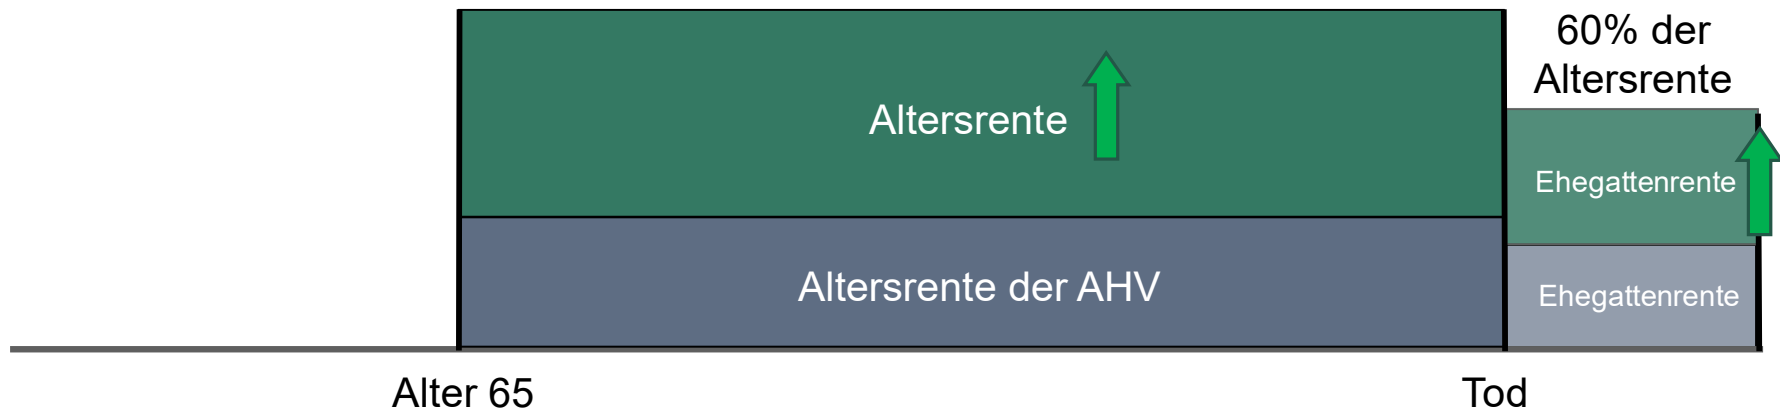 60% der
Altersrente
Altersrente
Ehegattenrente
Altersrente der AHV
Ehegattenrente
Alter 65
Tod